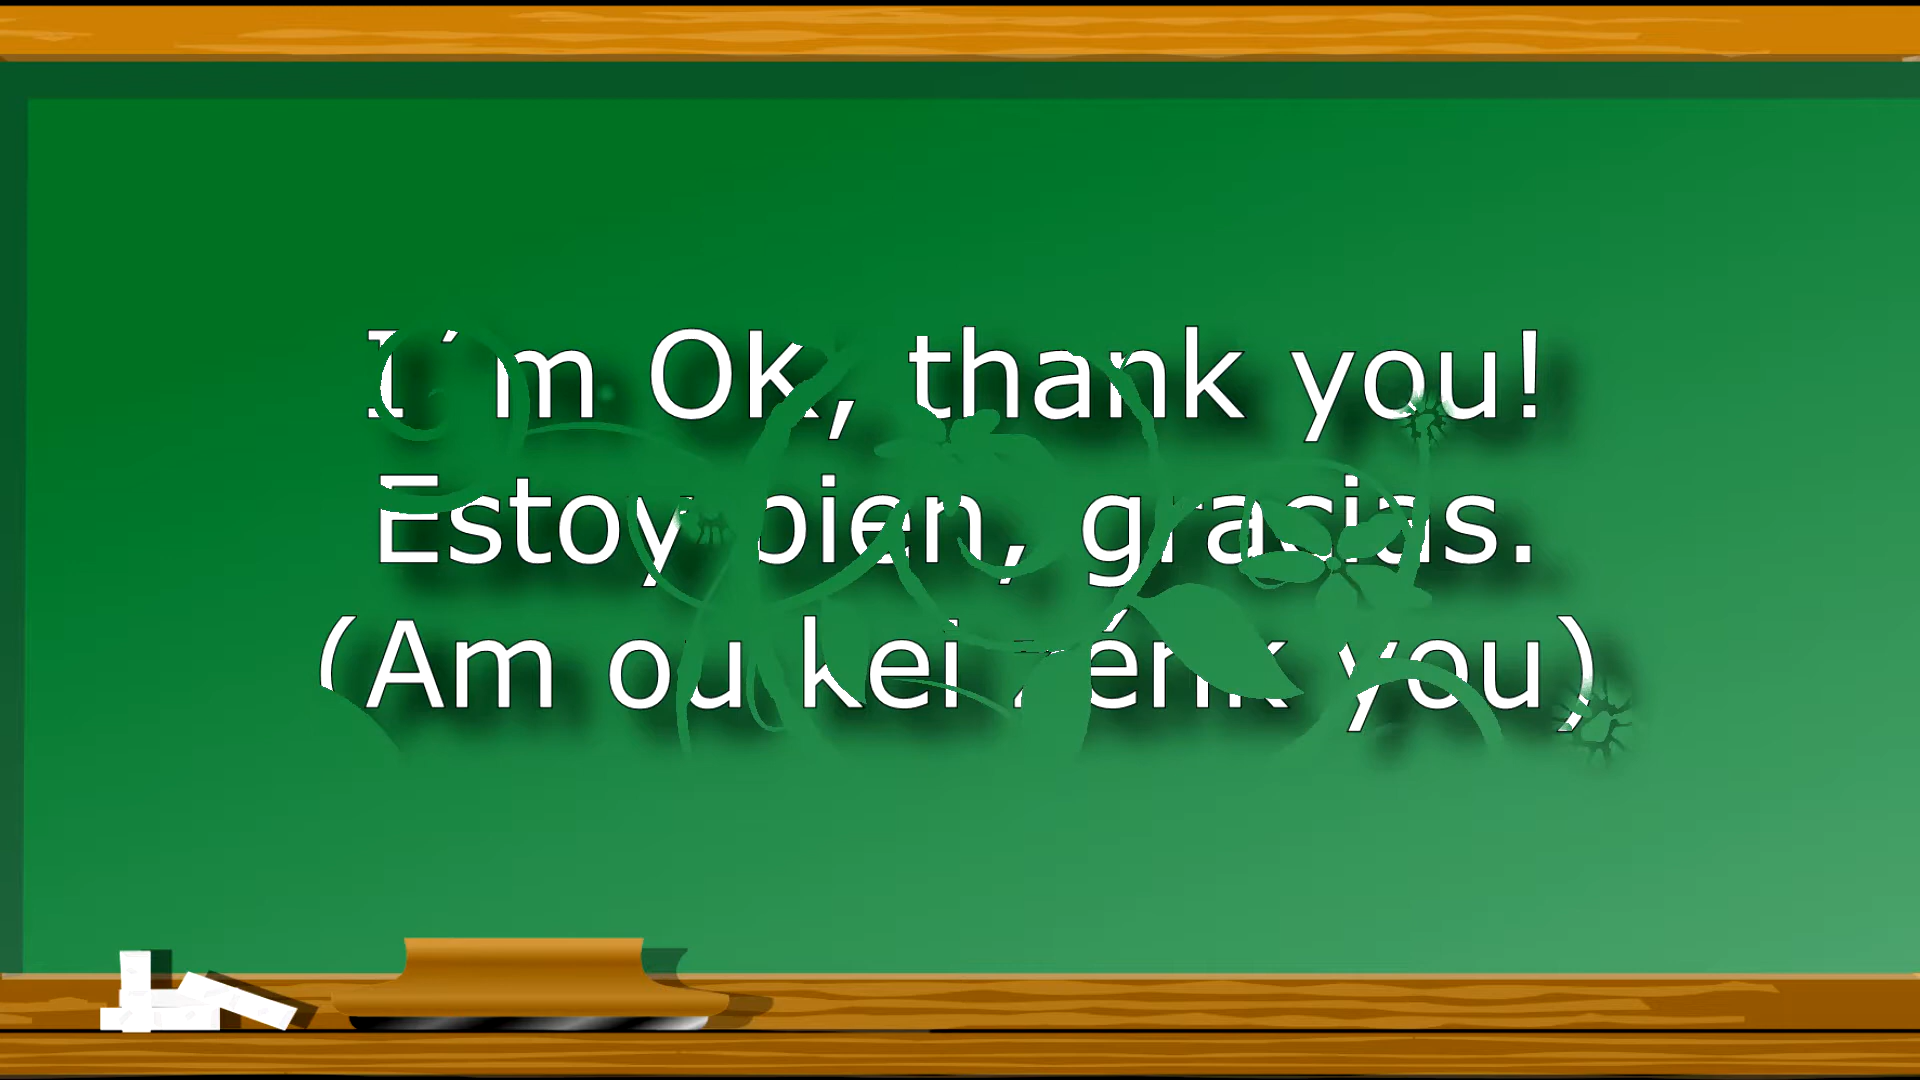 I´m Ok, thank you!
Estoy bien, gracias.
(Am ou kei zénk you)